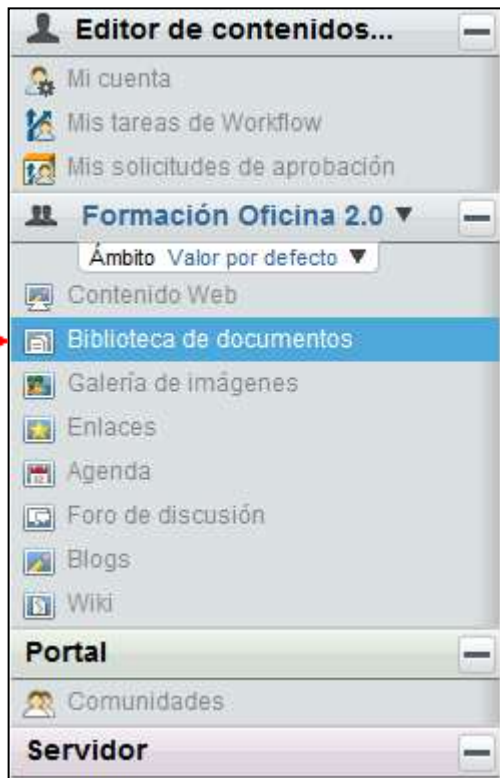 Editor de contenidos...
Mi cuenta
Mis tareas de Workflow
Mis solicitudes de aprobación
Formación Oficina 2.0 ▼
Ámbito Valor por defecto ▼
Contenido Web
Biblioteca de documentos
Galería de imágenes
Enlaces
Agenda
Foro de discusión
Blogs
Wiki
Portal
Comunidades
Servidor